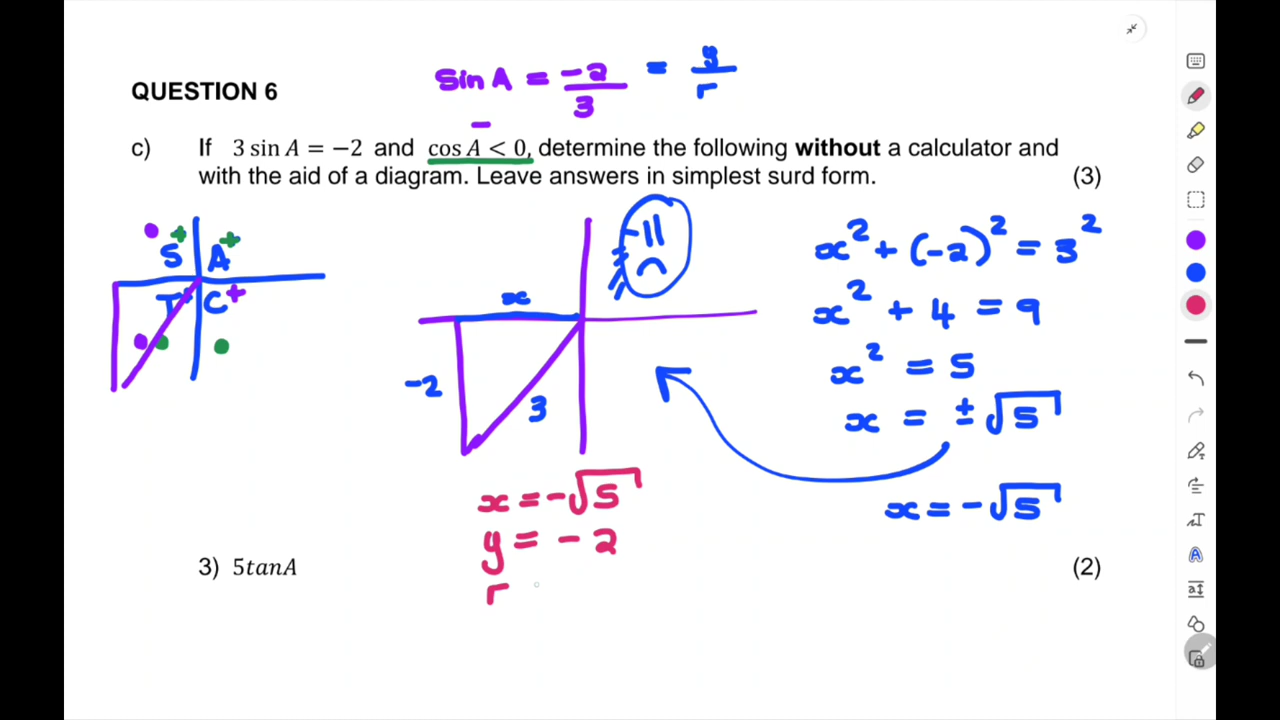 sin A = -2/3 = y/r
QUESTION 6
c) If 3 sin A = −2 and cos A < 0, determine the following without a calculator and
with the aid of a diagram. Leave answers in simplest surd form. (3)
S + A +
T C +
x
-2
3
x² + (-2)² = 3²
x² + 4 = 9
x² = 5
x = ± √5
x = - √5
x = -√5
y = - 2
r
3) 5tanA (2)